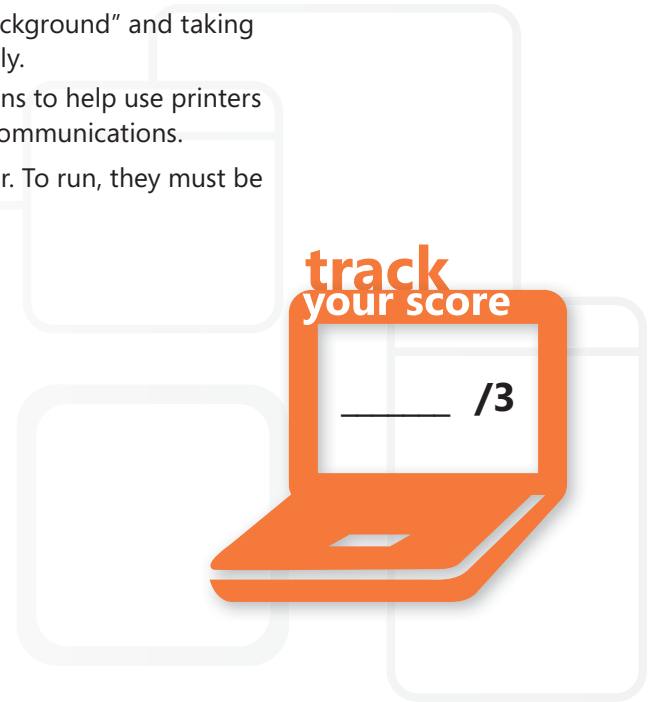 ckground” and taking
ly.
ns to help use printers
ommunications.
r. To run, they must be
track
your score
_______ /3